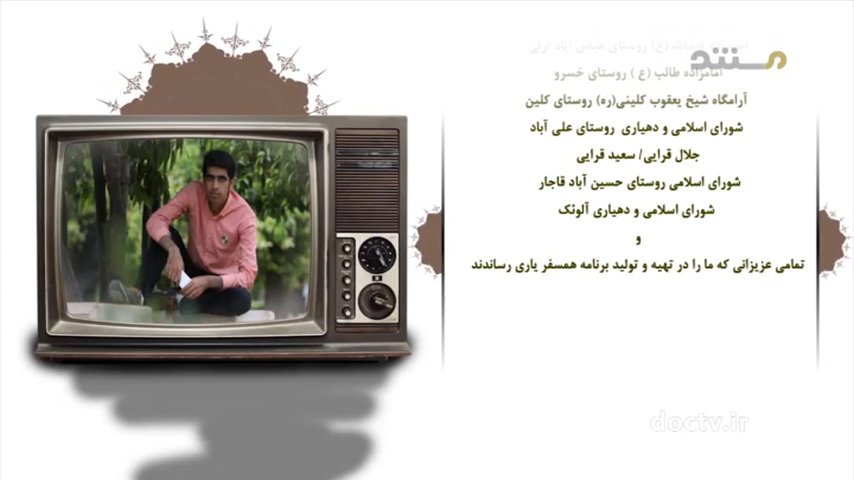 مستند
امامزاده طالب (ع ) روستای خسرو
آرامگاه شیخ یعقوب کلینی(ره) روستای کلین
شورای اسلامی و دهیاری روستای علی آباد
جلال قرایی/ سعید قرایی
شورای اسلامی روستای حسین آباد قاجار
شورای اسلامی و دهیاری آلوئک
و
تمامی عزیزانی که ما را در تهیه و تولید برنامه همسفر یاری رساندند
doctv.ir